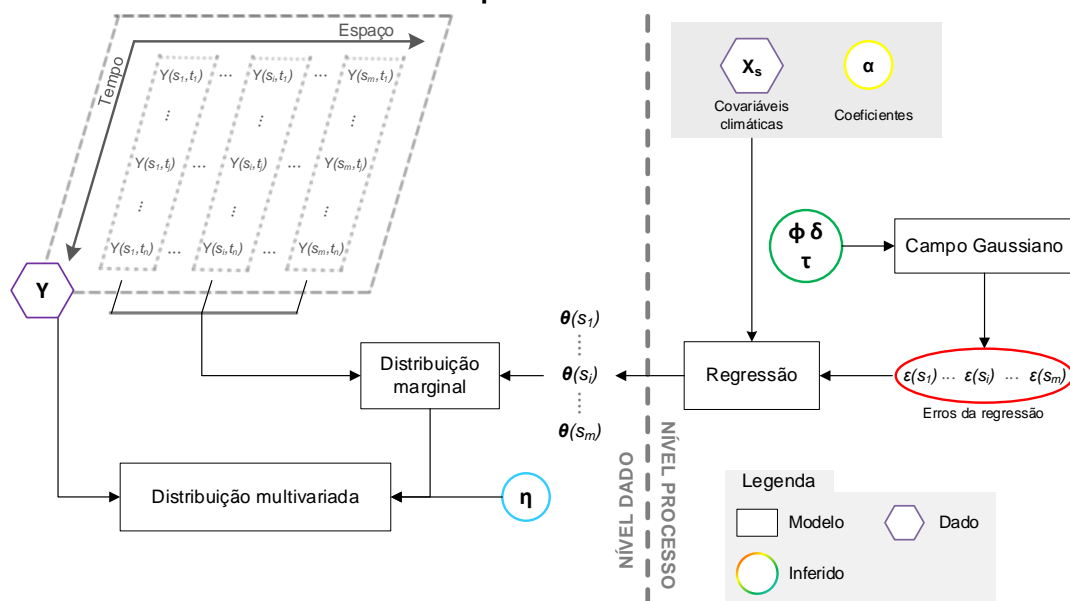 Espaço
Tempo
Y(s1,t1) ... Y(si,t1) ... Y(sm,t1)
⋮ ⋮ ⋮
Y(s1,tj) ... Y(si,tj) ... Y(sm,tj)
⋮ ⋮ ⋮
Y(s1,tn) ... Y(si,tn) ... Y(sm,tn)
Y
Xs
Covariáveis
climáticas
α
Coeficientes
ϕ δ
τ
Campo Gaussiano
ε(s1) ... ε(si) ... ε(sm)
Erros da regressão
Regressão
θ(s1)
θ(si)
θ(sm)
Distribuição
marginal
Distribuição multivariada
η
NÍVEL DADO
NÍVEL PROCESSO
Legenda
Modelo
Dado
Inferido